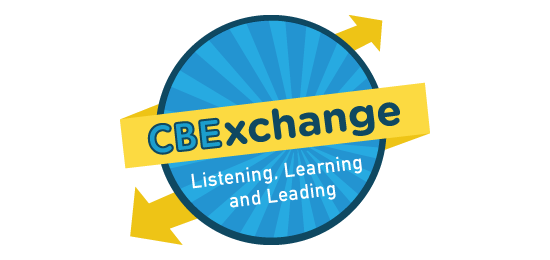 CBExchange
Listening, Learning
and Leading